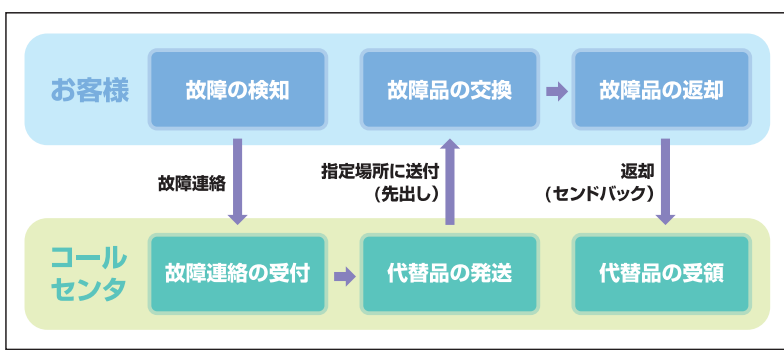 お客様
故障の検知
故障品の交換
故障品の返却
故障連絡
指定場所に送付
(先出し)
返却
(センドバック)
コール
センタ
故障連絡の受付
代替品の発送
代替品の受領